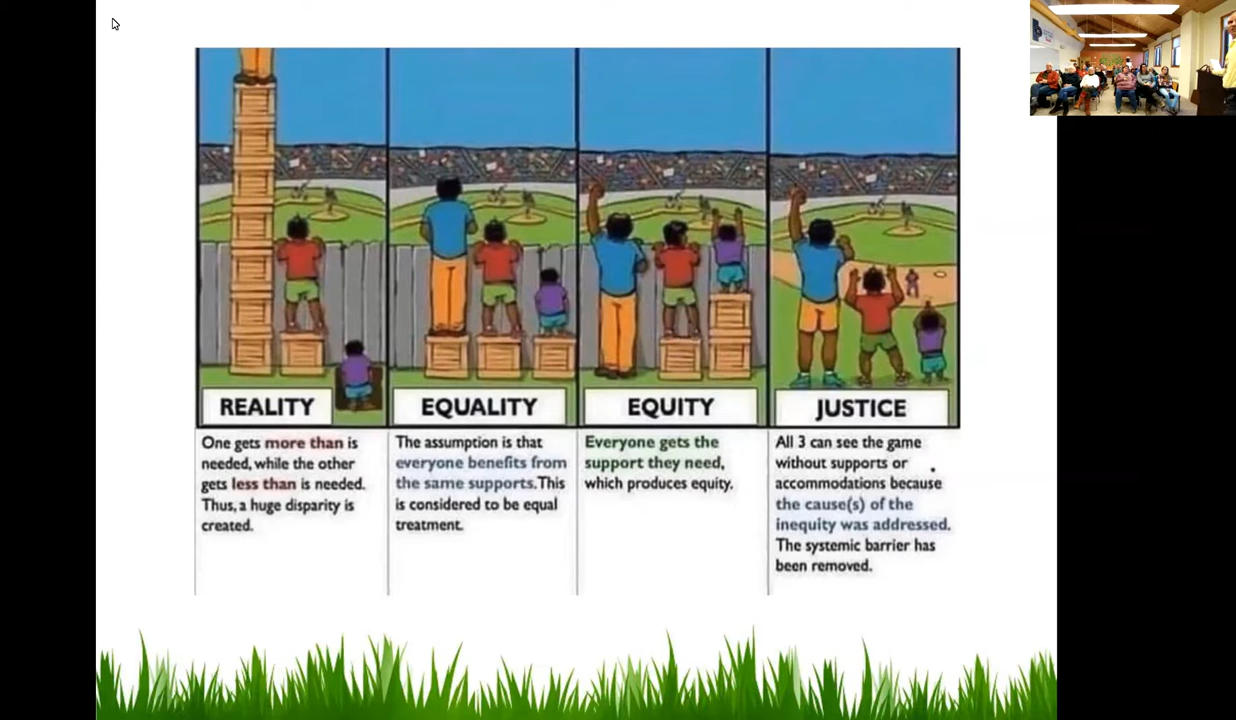 REALITY
One gets more than is
needed, while the other
gets less than is needed.
Thus, a huge disparity is
created.
EQUALITY
The assumption is that
everyone benefits from
the same supports. This
is considered to be equal
treatment.
EQUITY
Everyone gets the
support they need,
which produces equity.
JUSTICE
All 3 can see the game
without supports or
accommodations because
the cause(s) of the
inequity was addressed.
The systemic barrier has
been removed.